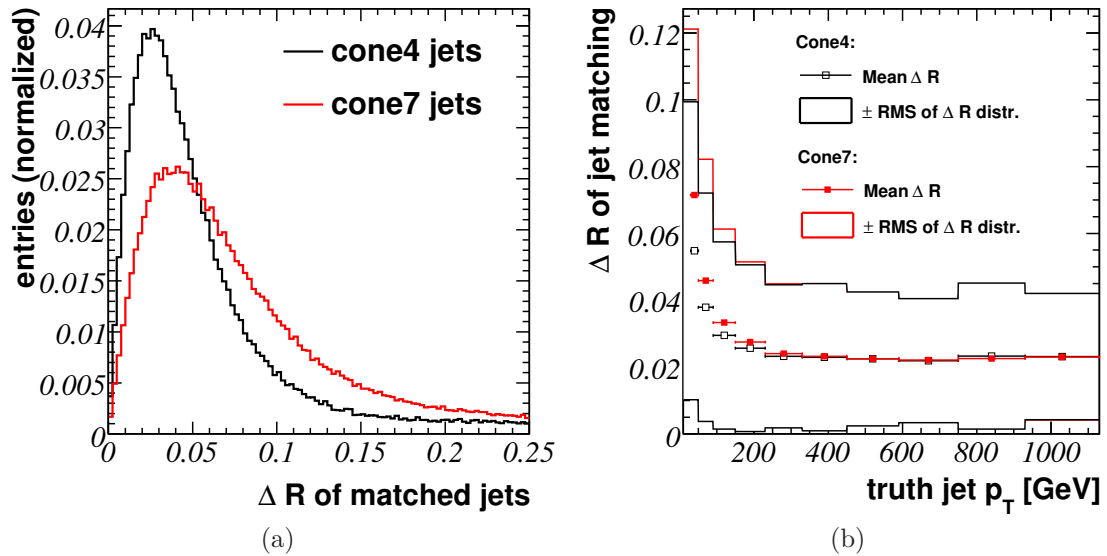 entries (normalized)
0.04
0.035
0.03
0.025
0.02
0.015
0.01
0.005
0
cone4 jets
cone7 jets
0 0.05 0.1 0.15 0.2 0.25
Δ R of matched jets
(a)
Δ R of jet matching
0.12
0.1
0.08
0.06
0.04
0.02
0
Cone4:
Mean Δ R
± RMS of Δ R distr.
Cone7:
Mean Δ R
± RMS of Δ R distr.
200 400 600 800 1000
truth jet p_T [GeV]
(b)